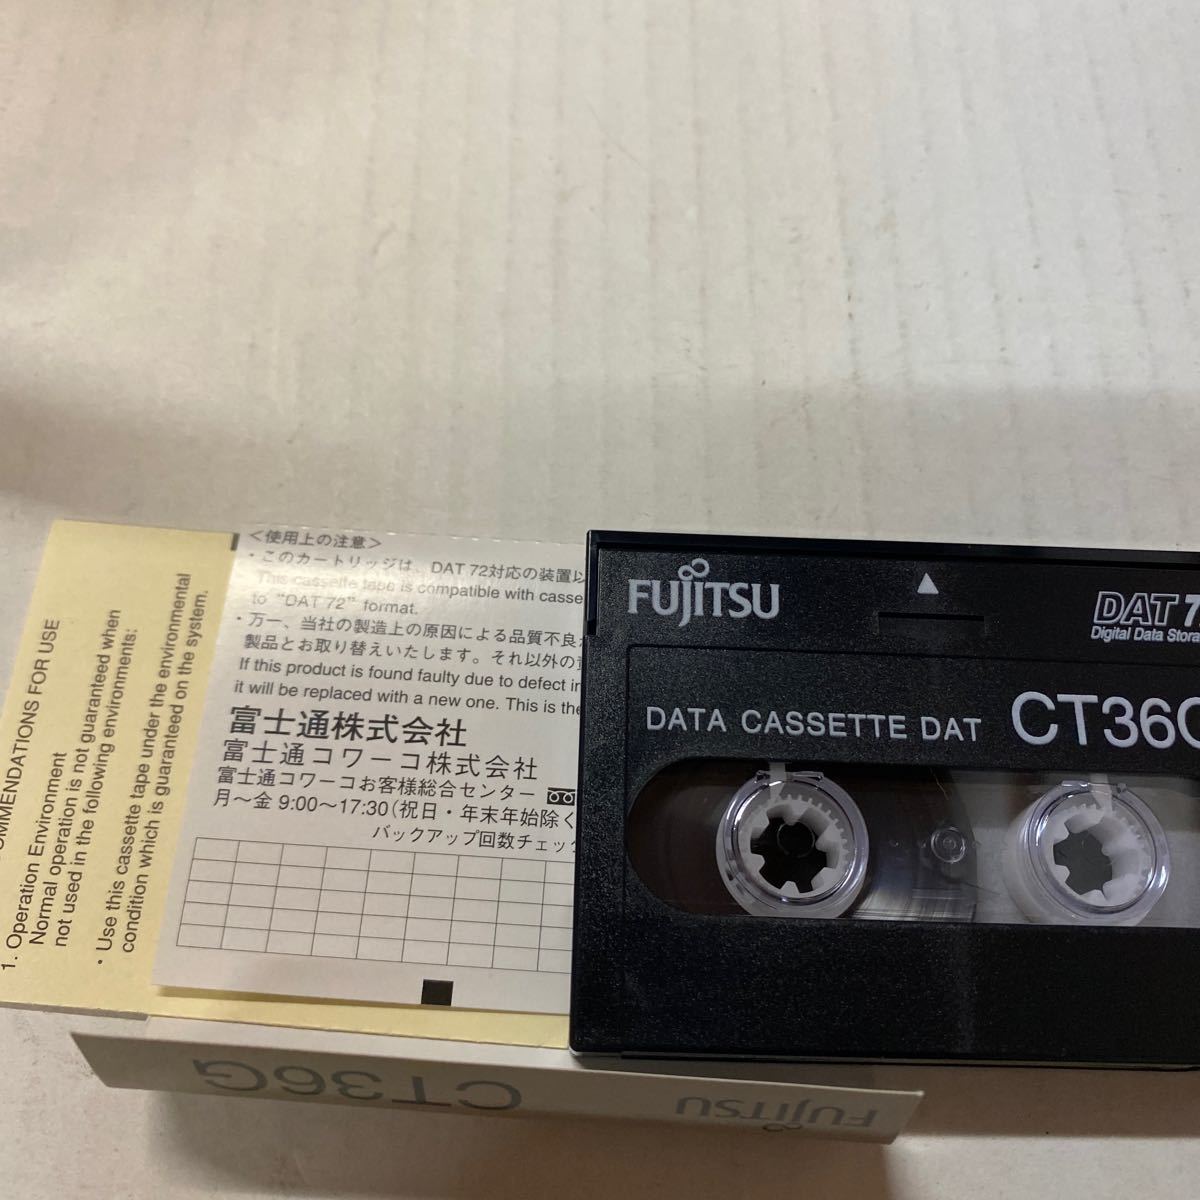 COMMENDATIONS FOR USE
1. Operation Environment
Normal operation is not guaranteed when
not used in the following environments:
・Use this cassette tape under the environmental
condition which is guaranteed on the system.
<使用上の注意>
・このカートリッジは、DAT 72対応の装置以
This cassette tape is compatible with casse
to "DAT 72" format.
・万一、当社の製造上の原因による品質不良が
製品とお取り替えいたします。それ以外の責
If this product is found faulty due to defect in
it will be replaced with a new one. This is the
富士通株式会社
富士通コワーコ株式会社
富士通コワーコお客様総合センター
月～金 9:00～17:30(祝日・年末年始除く
バックアップ回数チェック
FUJITSU
DAT 7
Digital Data Stora
DATA CASSETTE DAT CT36G
CT36G
FUJITSU